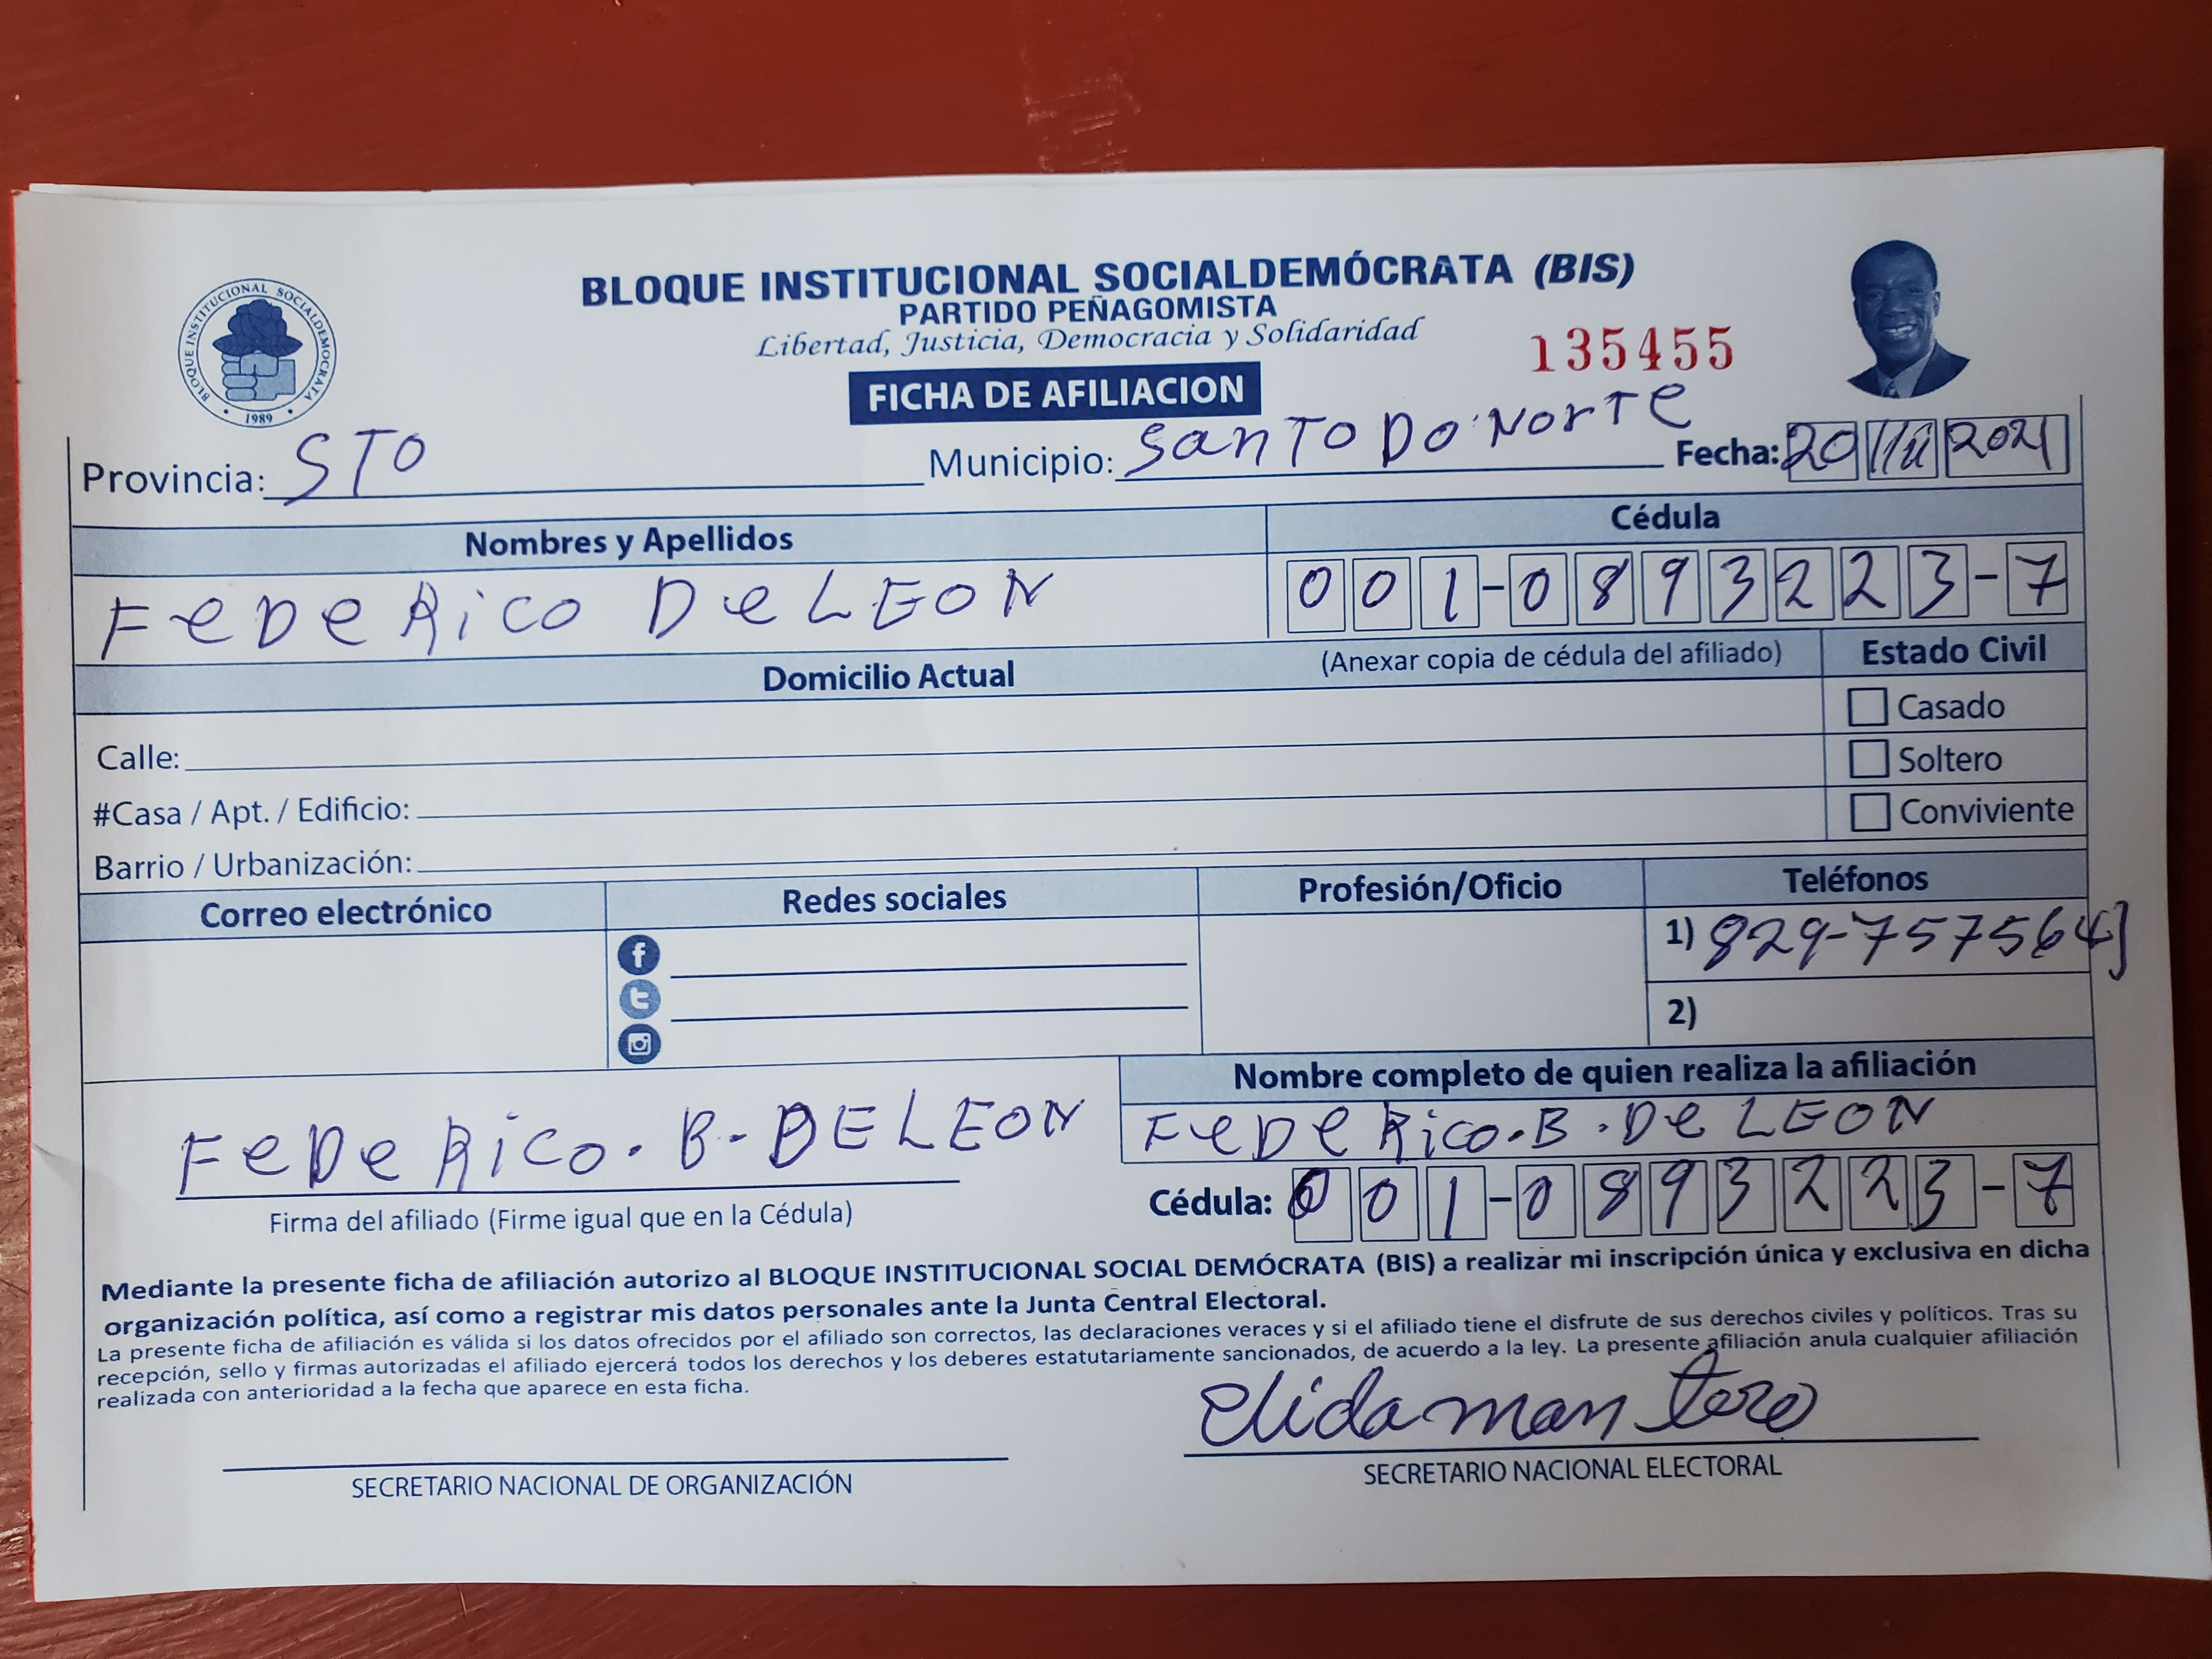 BLOQUE INSTITUCIONAL SOCIALDEMÓCRATA (BIS)
PARTIDO PEÑAGOMISTA
Libertad, Justicia, Democracia y Solidaridad
135455
BLOQUE INSTITUCIONAL SOCIALDEMOCRATA
1989
FICHA DE AFILIACION
Provincia: STO Municipio: SANTO DO NORTE Fecha: 20 2021
Nombres y Apellidos Cédula
FeDeRico DeLEON 001-0893223-7
Domicilio Actual (Anexar copia de cédula del afiliado) Estado Civil
Casado
Calle: Soltero
#Casa / Apt. / Edificio: Conviviente
Barrio / Urbanización:
Correo electrónico Redes sociales Profesión/Oficio Teléfonos
1) 829-757564
2)
Nombre completo de quien realiza la afiliación
FeDeRico.B-DELEON FeDeRico.B.DeLEON
Firma del afiliado (Firme igual que en la Cédula) Cédula: 001-0893223-7
Mediante la presente ficha de afiliación autorizo al BLOQUE INSTITUCIONAL SOCIAL DEMÓCRATA (BIS) a realizar mi inscripción única y exclusiva en dicha
organización política, así como a registrar mis datos personales ante la Junta Central Electoral.
La presente ficha de afiliación es válida si los datos ofrecidos por el afiliado son correctos, las declaraciones veraces y si el afiliado tiene el disfrute de sus derechos civiles y políticos. Tras su
recepción, sello y firmas autorizadas el afiliado ejercerá todos los derechos y los deberes estatutariamente sancionados, de acuerdo a la ley. La presente afiliación anula cualquier afiliación
realizada con anterioridad a la fecha que aparece en esta ficha.
Elida man tozo
SECRETARIO NACIONAL DE ORGANIZACIÓN SECRETARIO NACIONAL ELECTORAL